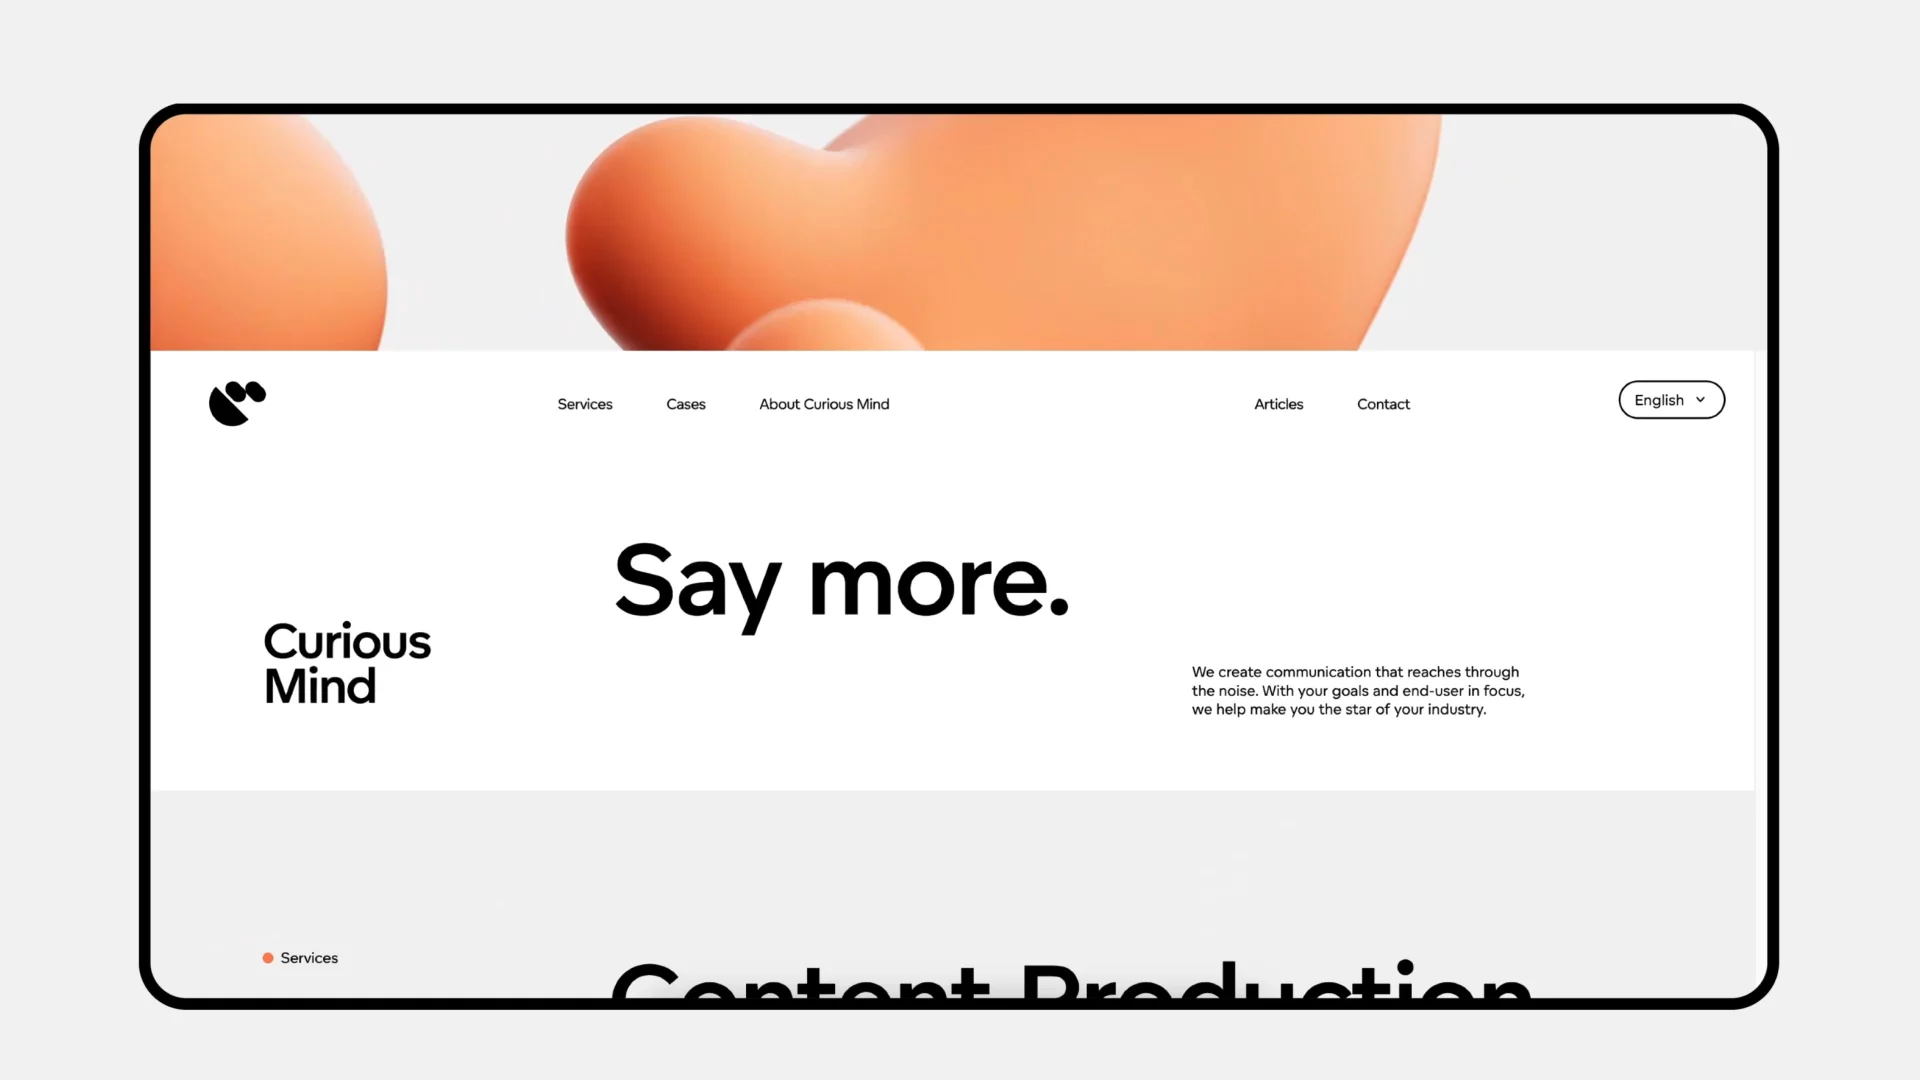 Services
Cases
About Curious Mind
Articles
Contact
English
Say more.
Curious
Mind
We create communication that reaches through
the noise. With your goals and end-user in focus,
we help make you the star of your industry.
Services
Content Production